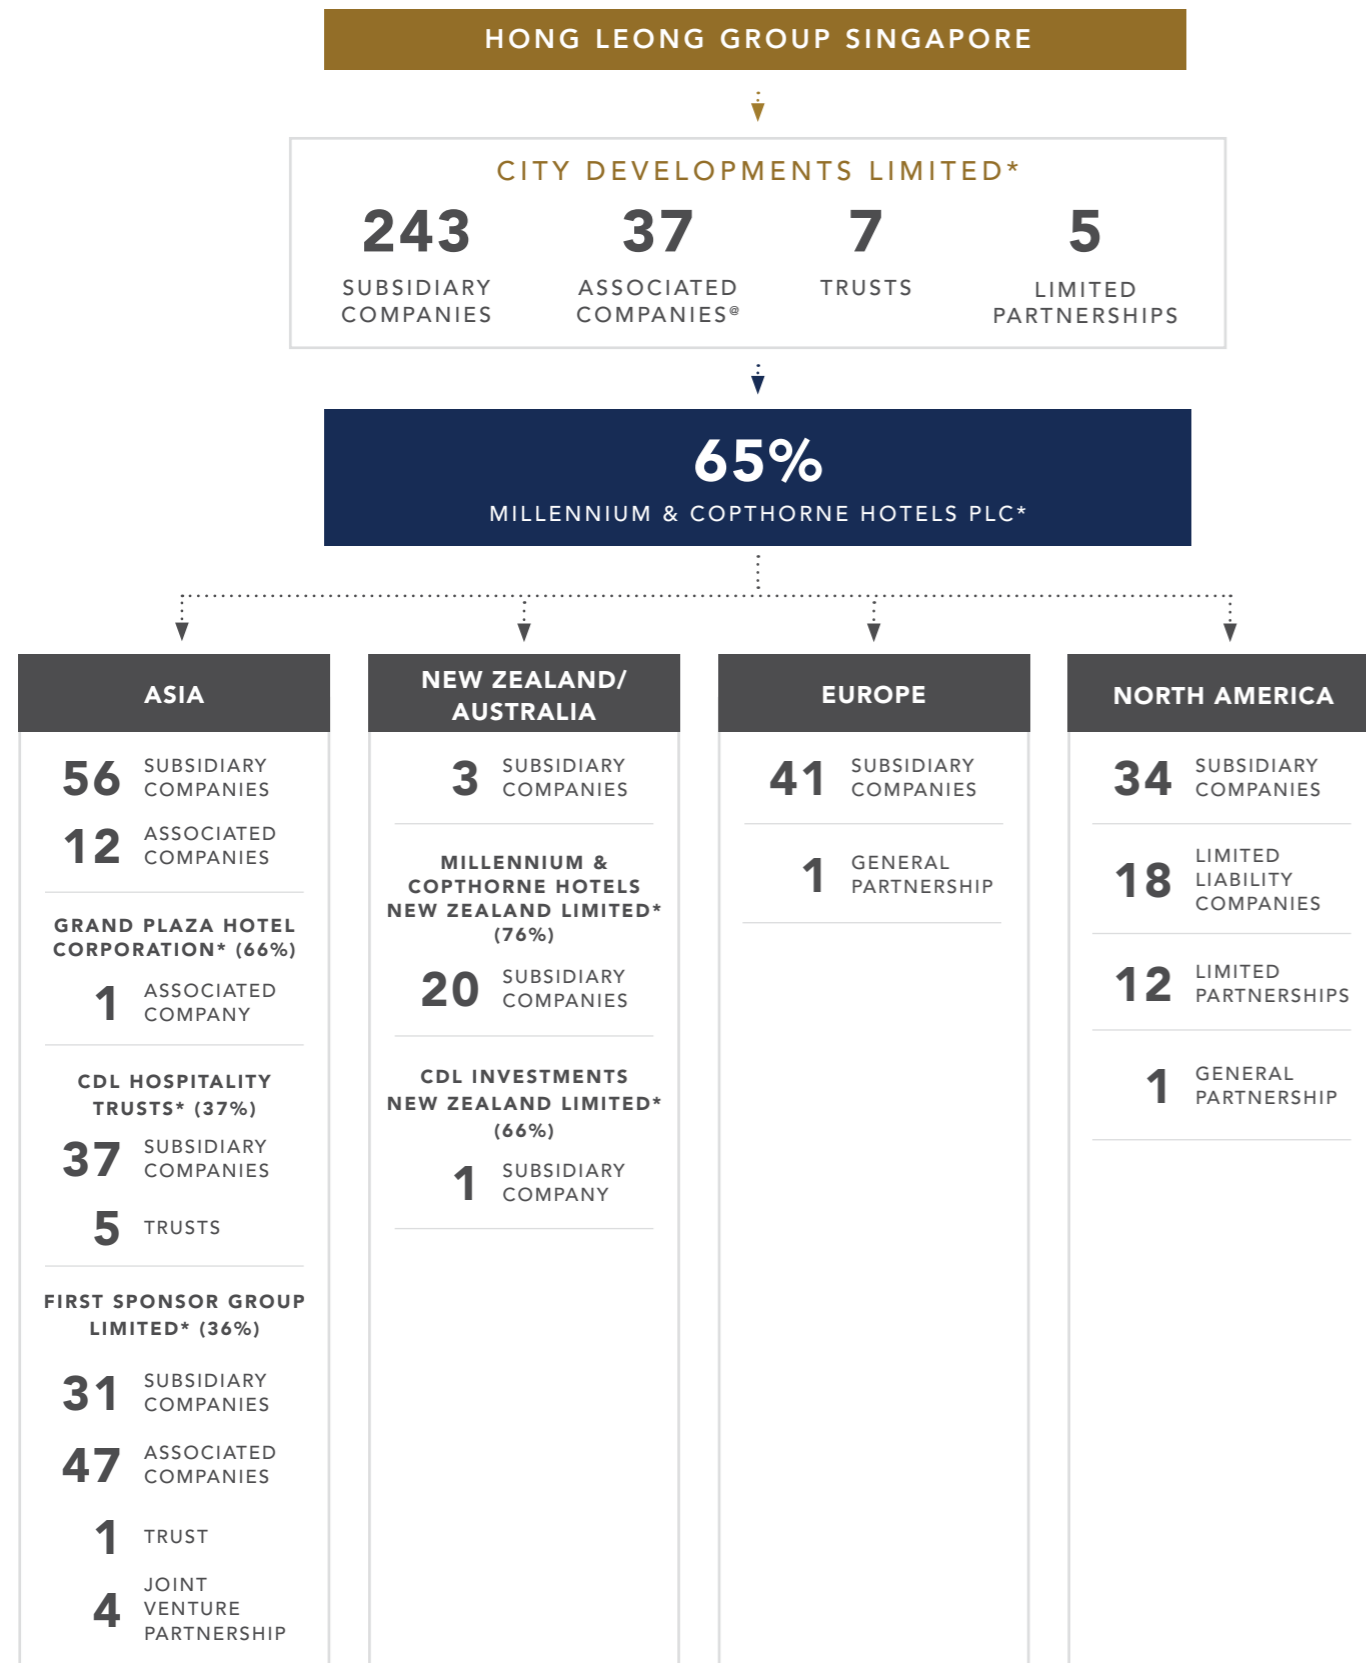 HONG LEONG GROUP SINGAPORE
CITY DEVELOPMENTS LIMITED*
243
SUBSIDIARY
COMPANIES
37
ASSOCIATED
COMPANIES@
7
TRUSTS
5
LIMITED
PARTNERSHIPS
65%
MILLENNIUM & COPTHORNE HOTELS PLC*
ASIA
56
SUBSIDIARY
COMPANIES
12
ASSOCIATED
COMPANIES
GRAND PLAZA HOTEL
CORPORATION* (66%)
1
ASSOCIATED
COMPANY
CDL HOSPITALITY
TRUSTS* (37%)
37
SUBSIDIARY
COMPANIES
5
TRUSTS
FIRST SPONSOR GROUP
LIMITED* (36%)
31
SUBSIDIARY
COMPANIES
47
ASSOCIATED
COMPANIES
1
TRUST
4
JOINT
VENTURE
PARTNERSHIP
NEW ZEALAND/
AUSTRALIA
3
SUBSIDIARY
COMPANIES
MILLENNIUM &
COPTHORNE HOTELS
NEW ZEALAND LIMITED*
(76%)
20
SUBSIDIARY
COMPANIES
CDL INVESTMENTS
NEW ZEALAND LIMITED*
(66%)
1
SUBSIDIARY
COMPANY
EUROPE
41
SUBSIDIARY
COMPANIES
1
GENERAL
PARTNERSHIP
NORTH AMERICA
34
SUBSIDIARY
COMPANIES
18
LIMITED
LIABILITY
COMPANIES
12
LIMITED
PARTNERSHIPS
1
GENERAL
PARTNERSHIP